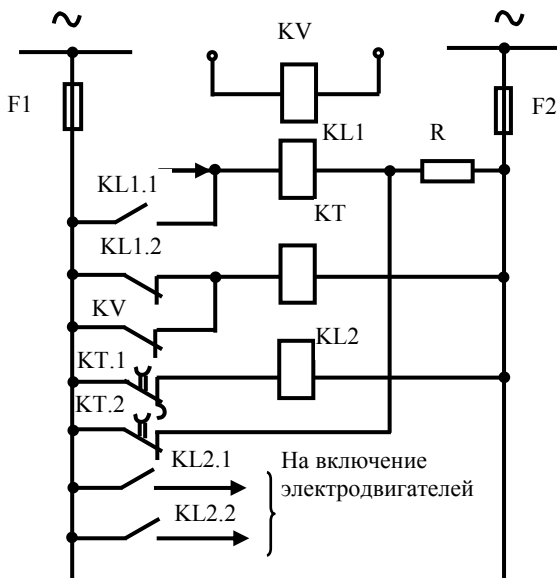 KV
F1
F2
KL1
R
KL1.1
KT
KL1.2
KV
KT.1
KL2
KT.2
KL2.1
На включение
электродвигателей
KL2.2